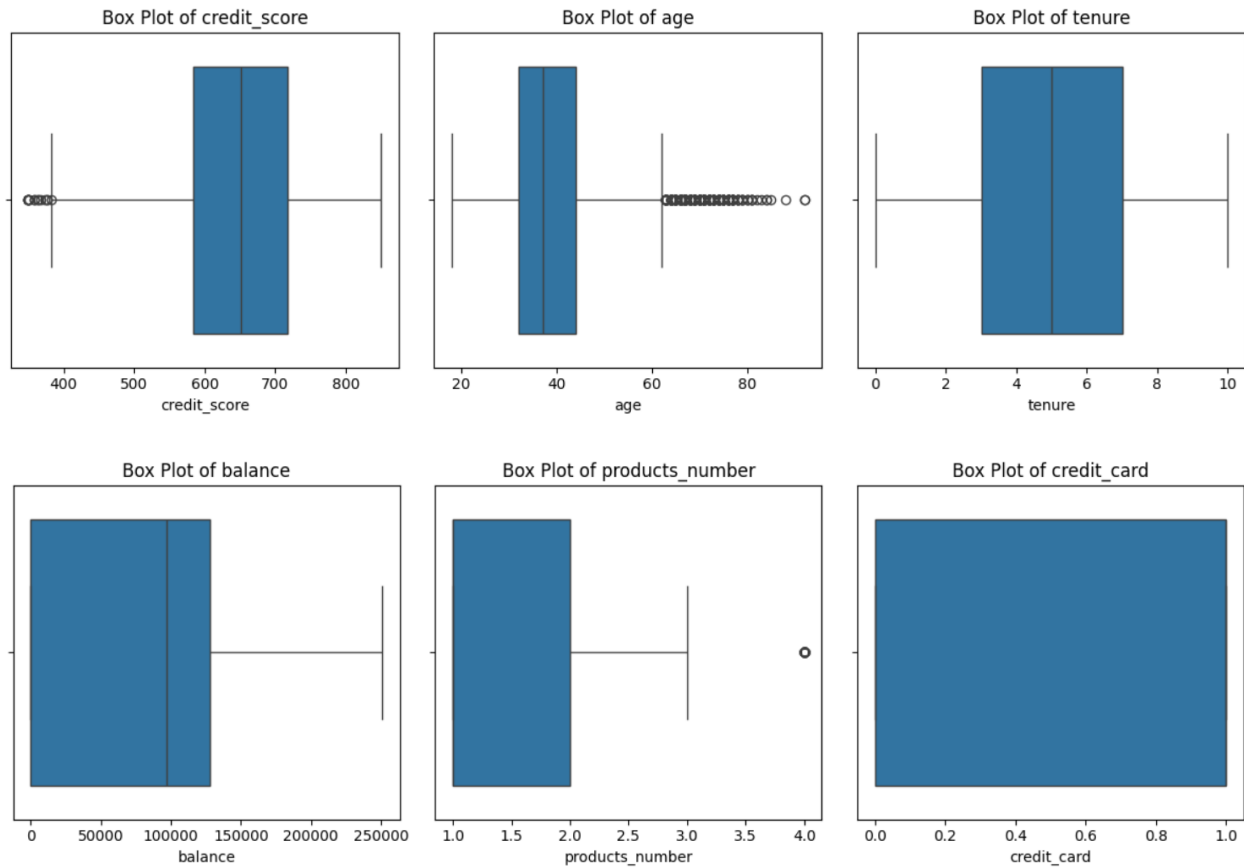 Box Plot of credit_score
Box Plot of age
Box Plot of tenure
400 500 600 700 800
20 40 60 80
0 2 4 6 8 10
credit_score
age
tenure
Box Plot of balance
Box Plot of products_number
Box Plot of credit_card
0 50000 100000 150000 200000 250000
1.0 1.5 2.0 2.5 3.0 3.5 4.0
0.0 0.2 0.4 0.6 0.8 1.0
balance
products_number
credit_card